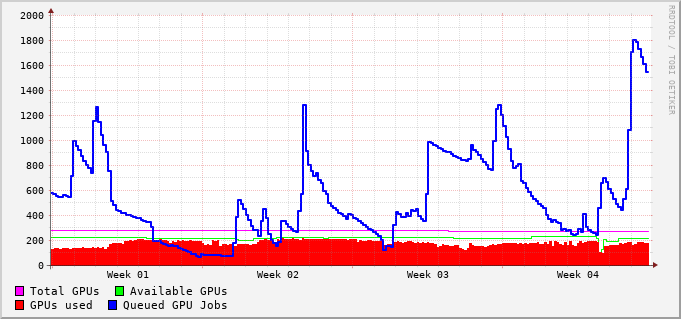 2000
1800
1600
1400
1200
1000
800
600
400
200
0
Week 01 Week 02 Week 03 Week 04
Total GPUs Available GPUs
GPUs used Queued GPU Jobs
RRDTOOL / TOBI OETIKER